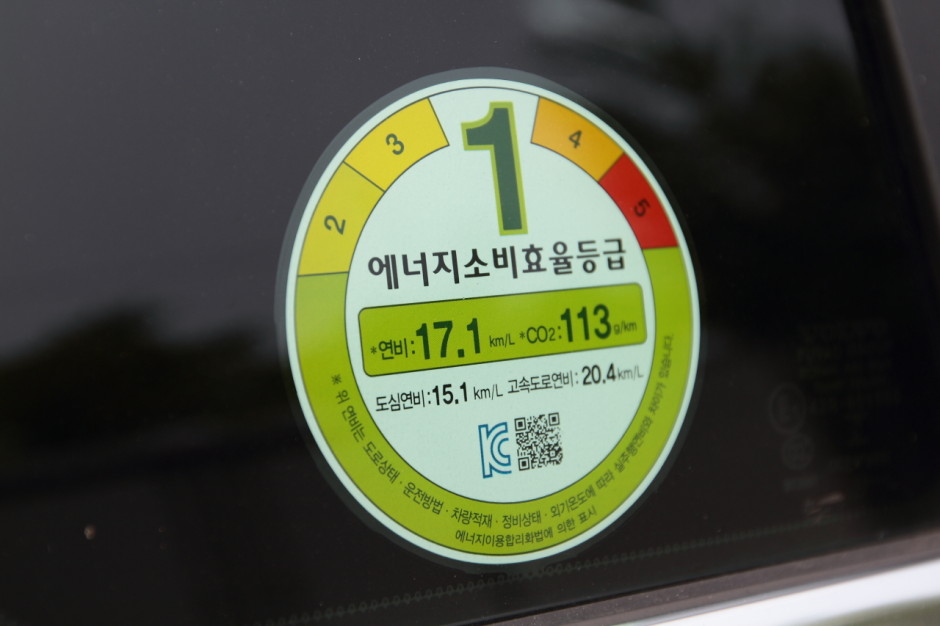 1
2
3
4
5
에너지소비효율등급
*연비:17.1 km/L *CO2:113g/km
도심연비:15.1 km/L 고속도로연비:20.4km/L
KC
※ 위 연비는 도로상태 · 운전방법 · 차량적재 · 정비상태 · 외기온도에 따라 실주행연비와 차이가 있습니다.
에너지이용합리화법에 의한 표시